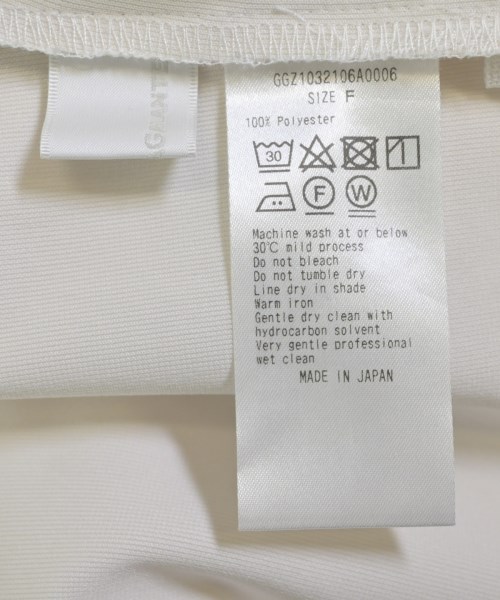 GGZ1032106A0006
SIZE F
100% Polyester
30
F W
Machine wash at or below
30℃ mild process
Do not bleach
Do not tumble dry
Line dry in shade
Warm iron
Gentle dry clean with
hydrocarbon solvent
Very gentle professional
wet clean
MADE IN JAPAN